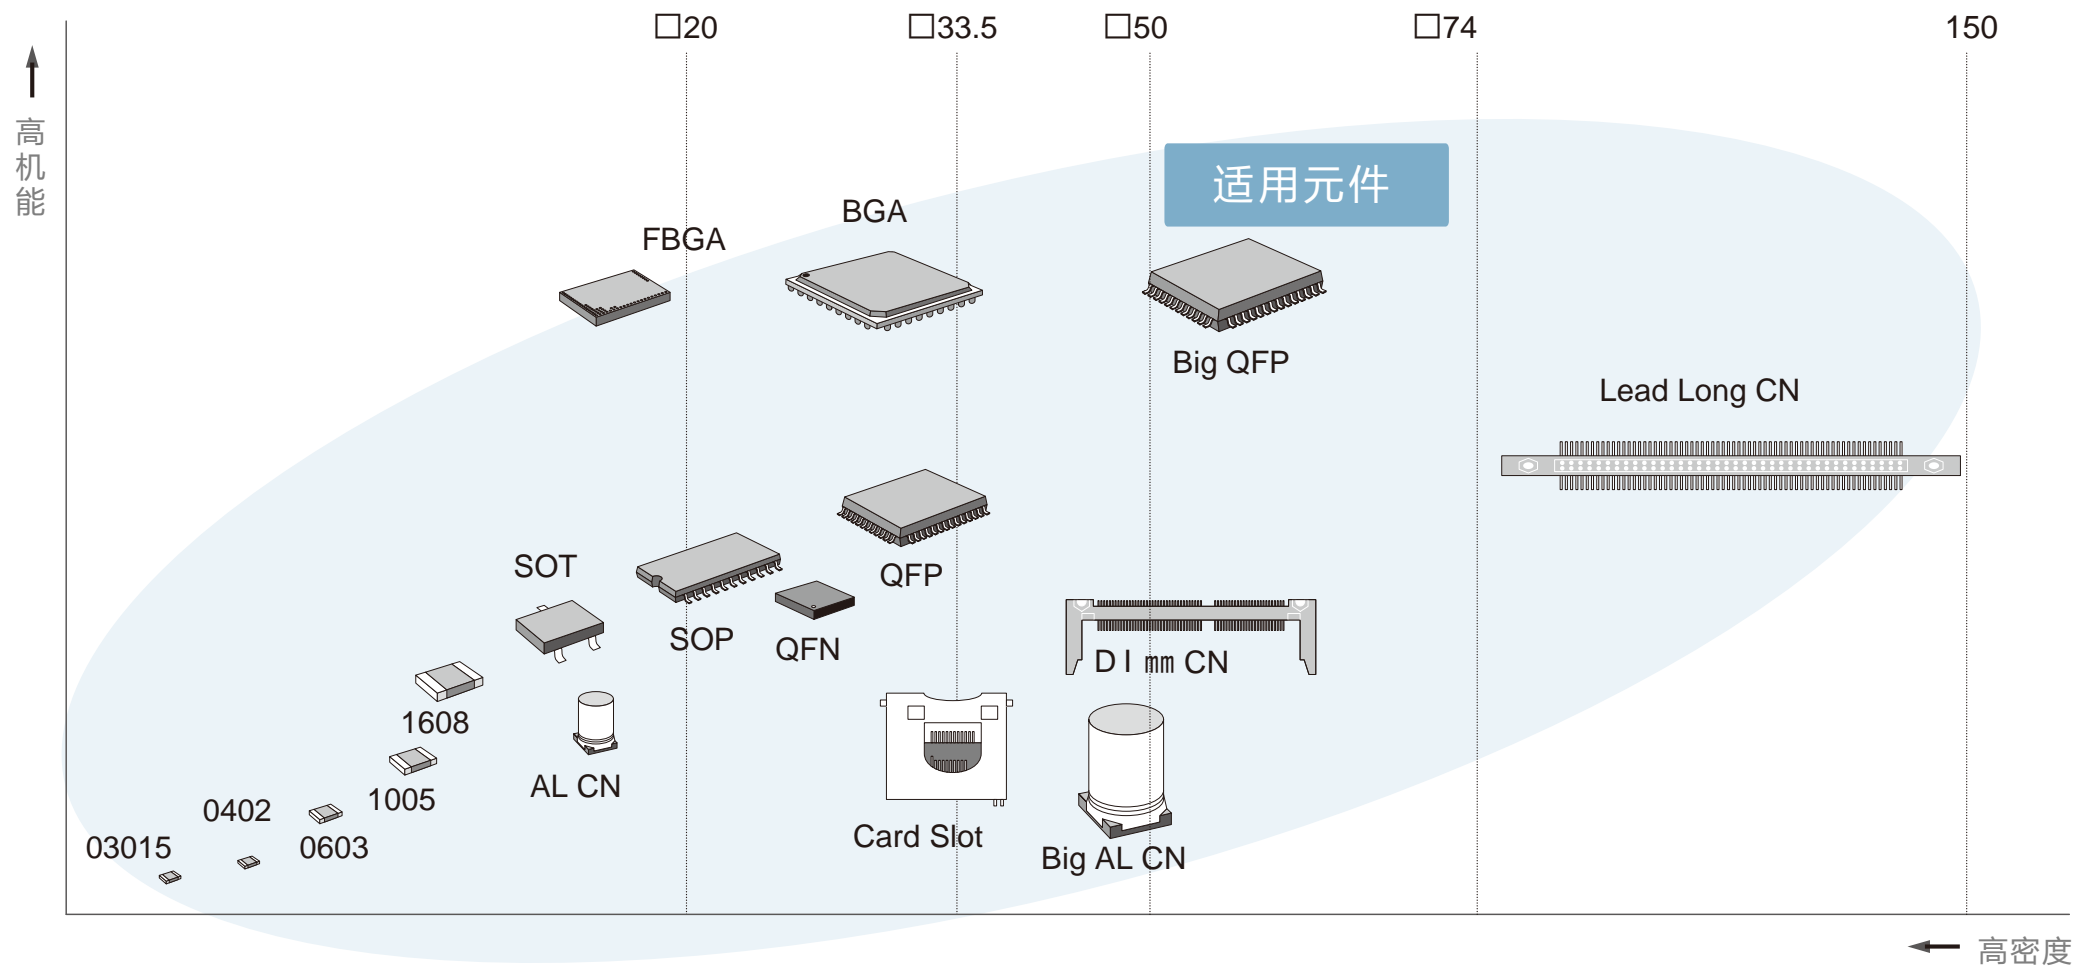 □20
□33.5
□50
□74
150
高机能
适用元件
BGA
FBGA
Big QFP
Lead Long CN
SOT
QFP
SOP
QFN
DI㎜ CN
1608
AL CN
1005
0402
Card Slot
03015
0603
Big AL CN
高密度